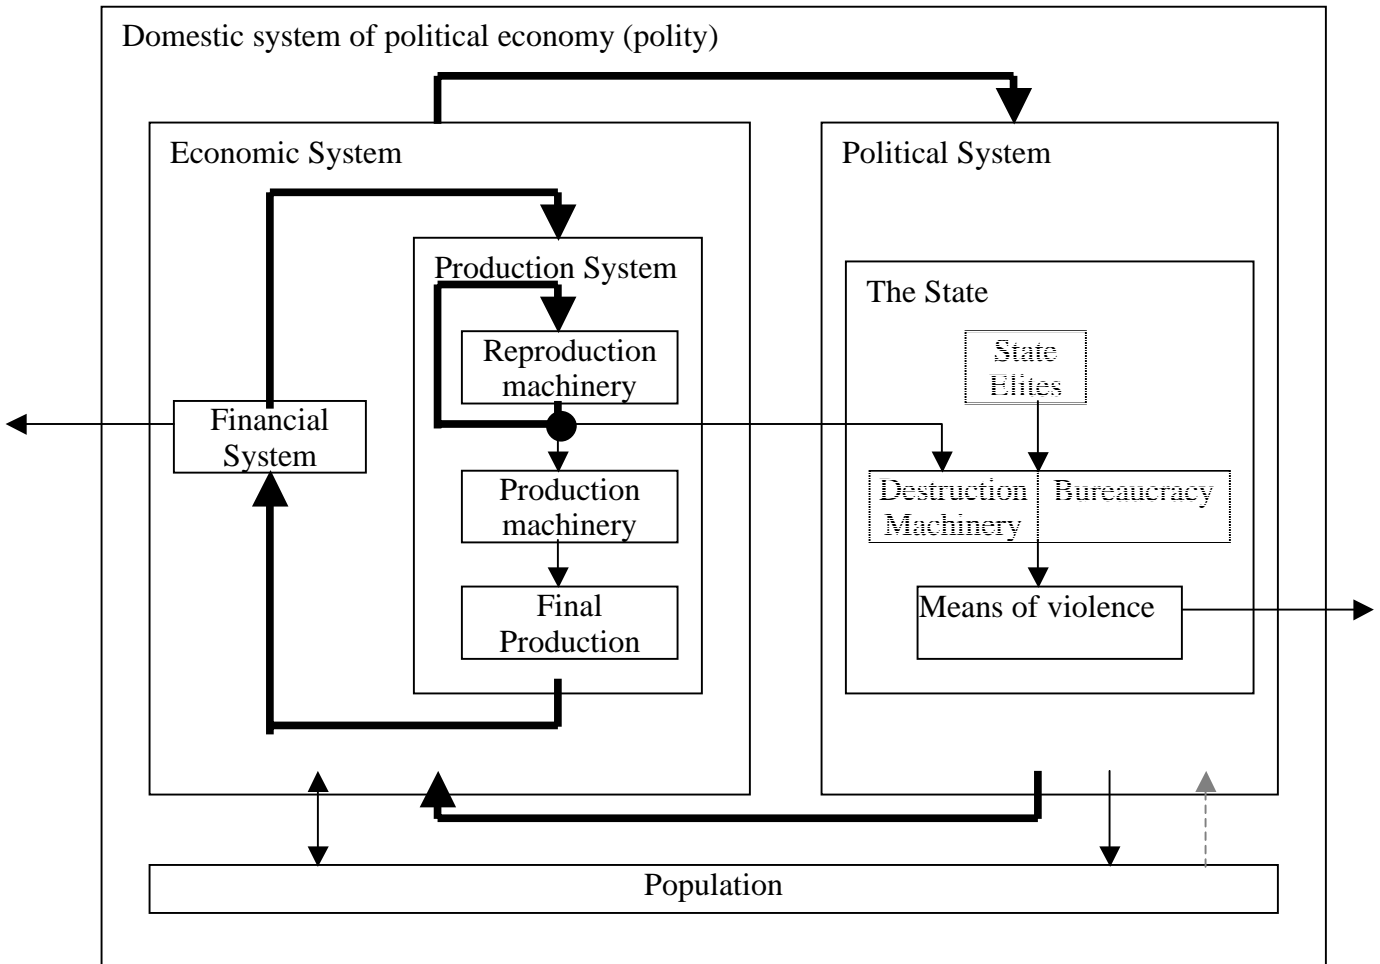 Domestic system of political economy (polity)
Economic System
Political System
Production System
The State
Reproduction
machinery
State
Elites
Financial
System
Production
machinery
Destruction
Machinery
Bureaucracy
Final
Production
Means of violence
Population